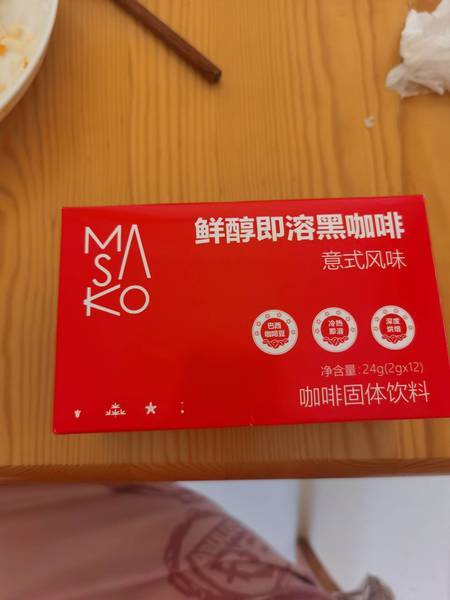 MA
SA
KO
鲜醇即溶黑咖啡
意式风味
巴西
咖啡豆
冷热
即溶
深度
烘焙
净含量:24g(2gx12)
咖啡固体饮料